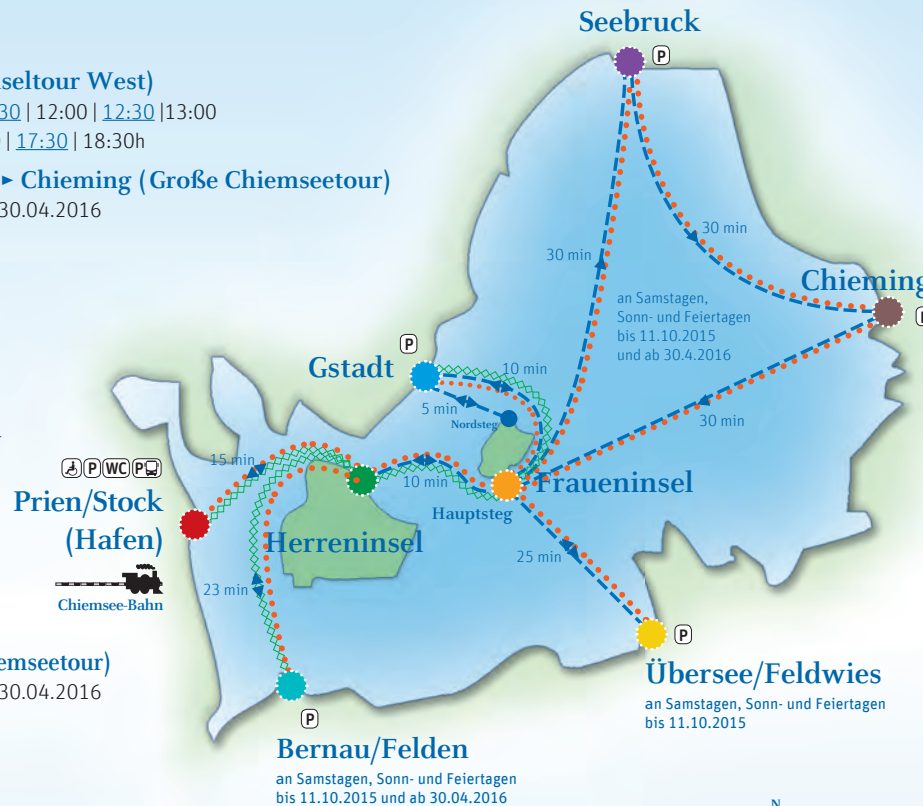 Seebruck
P
seltour West)
30 | 12:00 | 12:30 |13:00
| 17:30 | 18:30h
Chieming (Große Chiemseetour)
30.04.2016
30 min
30 min
Chieming
P
an Samstagen,
Sonn- und Feiertagen
bis 11.10.2015
und ab 30.4.2016
P
Gstadt
10 min
5 min
Nordsteg
30 min
P WC P
15 min
Prien/Stock
(Hafen)
10 min
Fraueninsel
Hauptsteg
Herreninsel
25 min
23 min
Chiemsee-Bahn
P
emseetour)
30.04.2016
Übersee/Feldwies
an Samstagen, Sonn- und Feiertagen
bis 11.10.2015
P
Bernau/Felden
an Samstagen, Sonn- und Feiertagen
bis 11.10.2015 und ab 30.04.2016
N